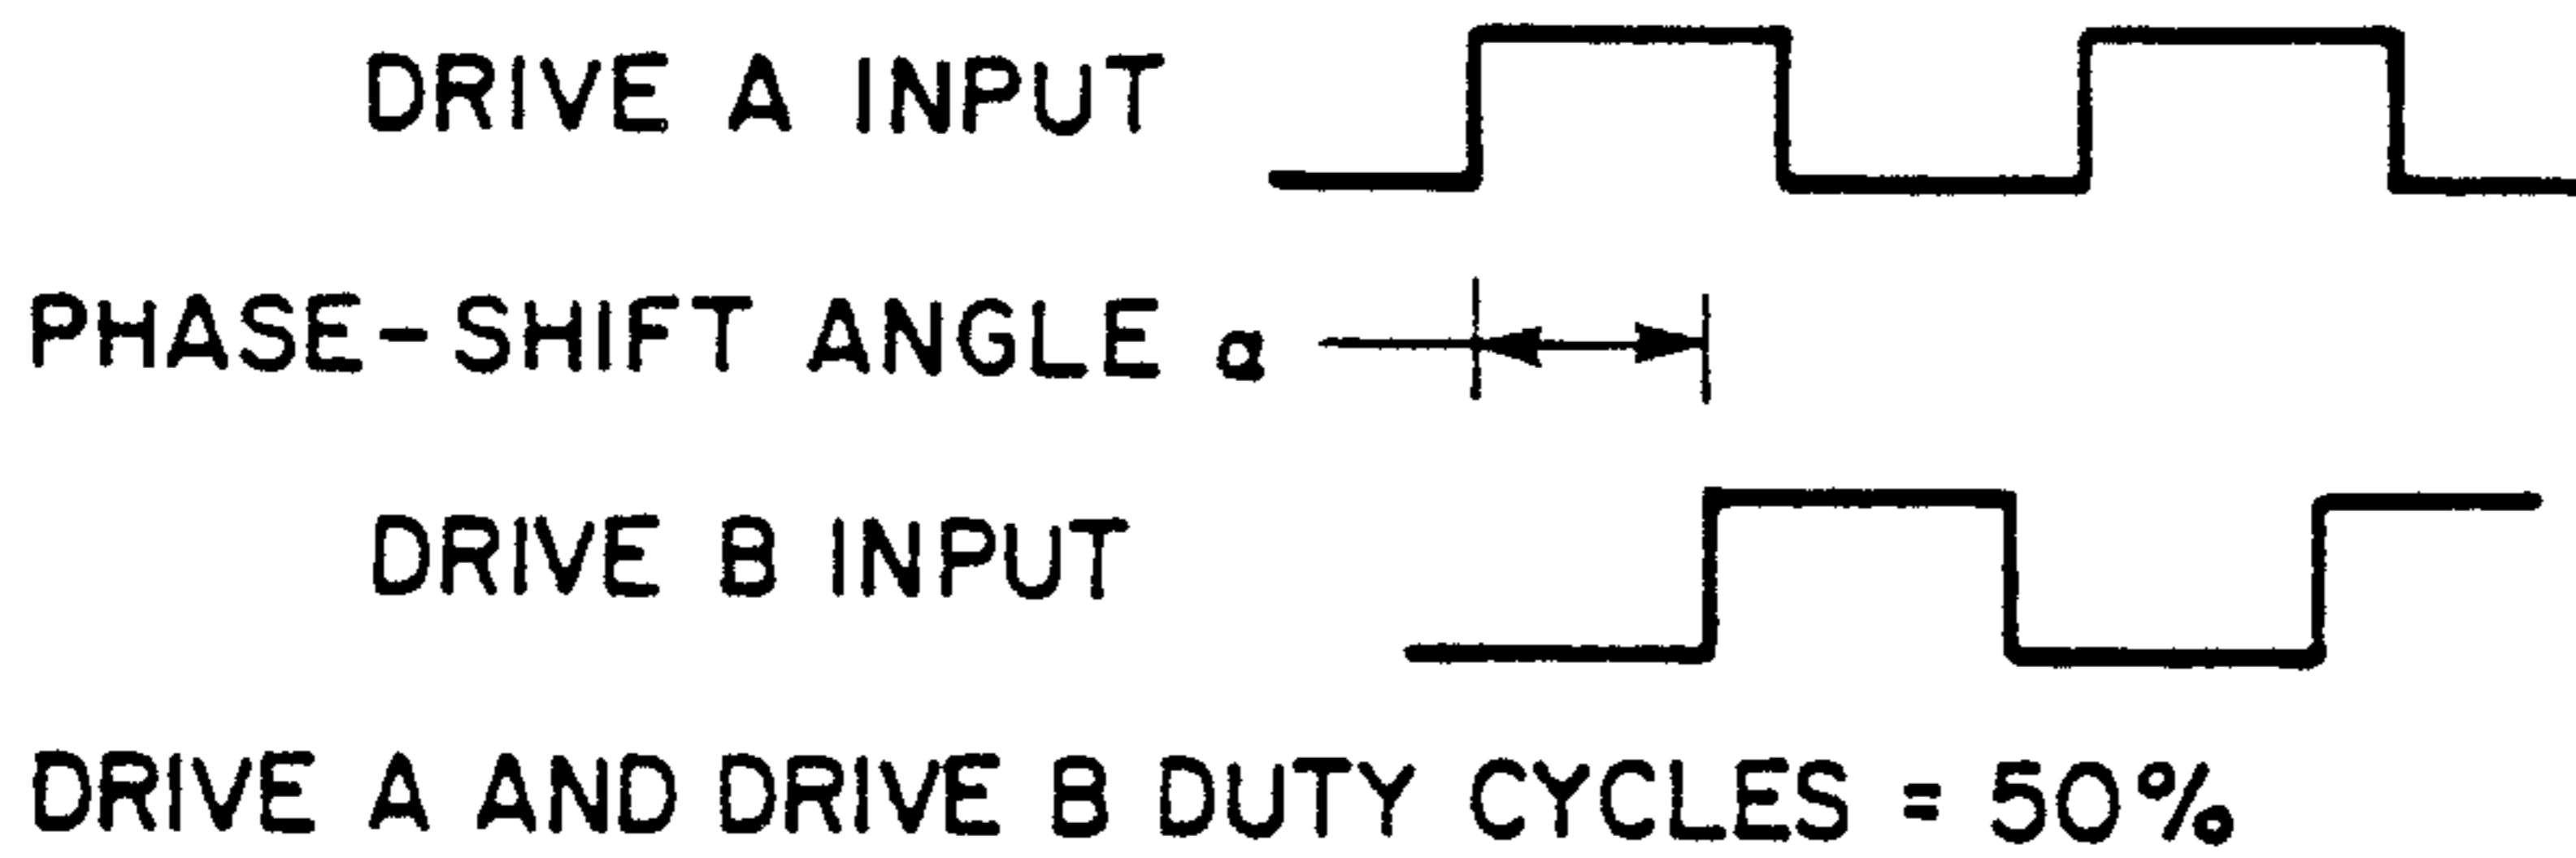 DRIVE A INPUT
PHASE-SHIFT ANGLE α
DRIVE B INPUT
DRIVE A AND DRIVE B DUTY CYCLES = 50%